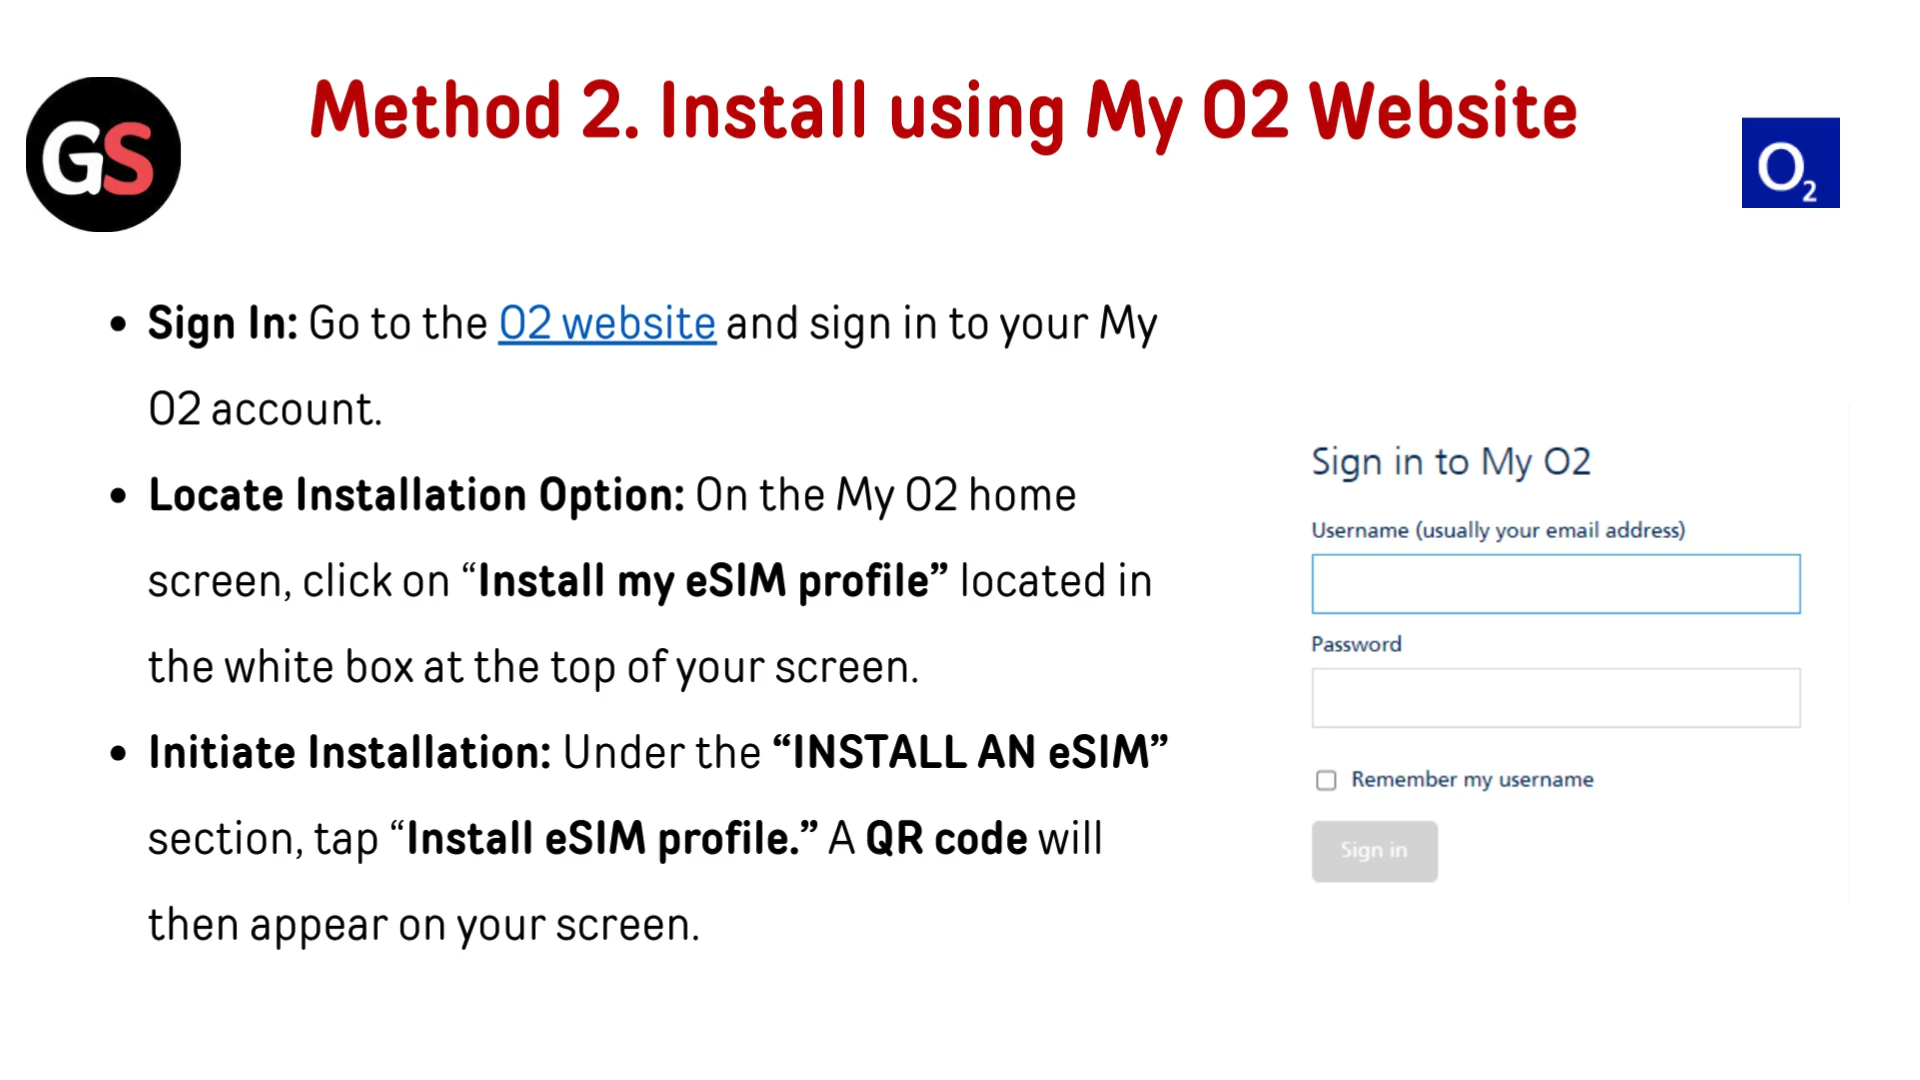 Method 2. Install using My O2 Website
GS
O2
• Sign In: Go to the O2 website and sign in to your My
O2 account.
• Locate Installation Option: On the My O2 home
screen, click on “Install my eSIM profile” located in
the white box at the top of your screen.
• Initiate Installation: Under the “INSTALL AN eSIM”
section, tap “Install eSIM profile.” A QR code will
then appear on your screen.
Sign in to My O2
Username (usually your email address)
Password
Remember my username
Sign in